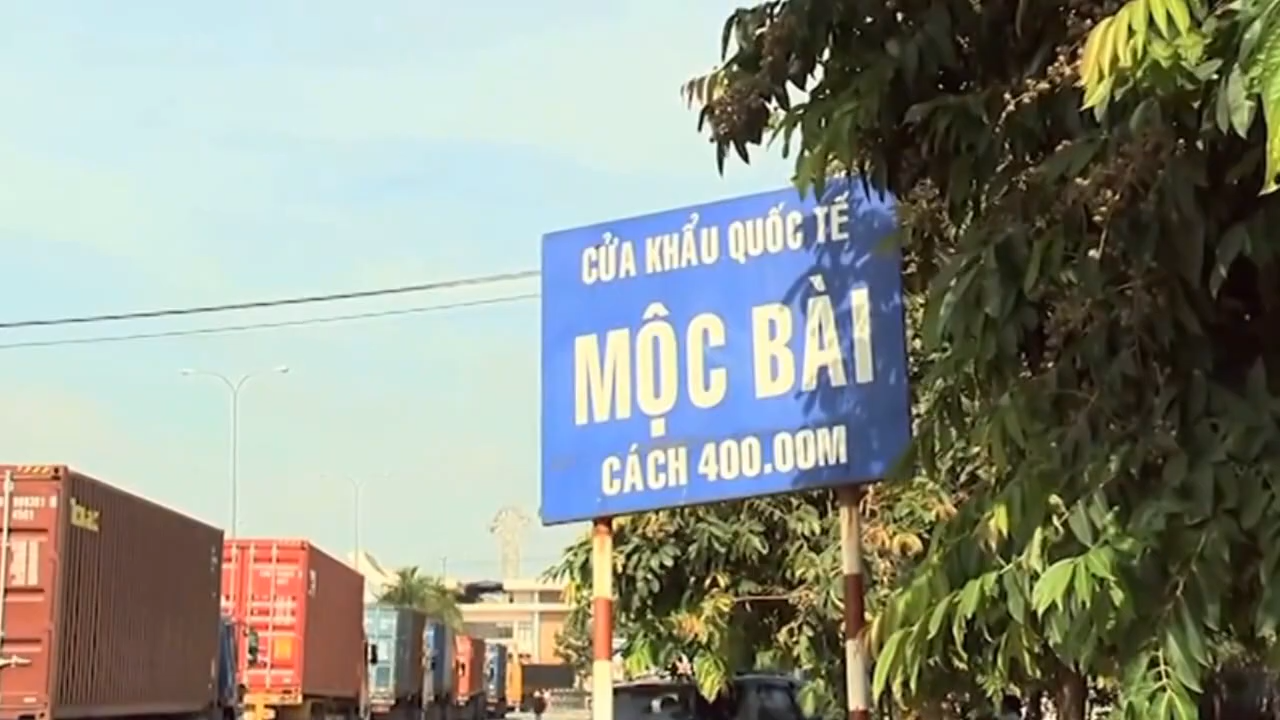 CỬA KHẨU QUỐC TẾ
MỘC BÀI
CÁCH 400.00M